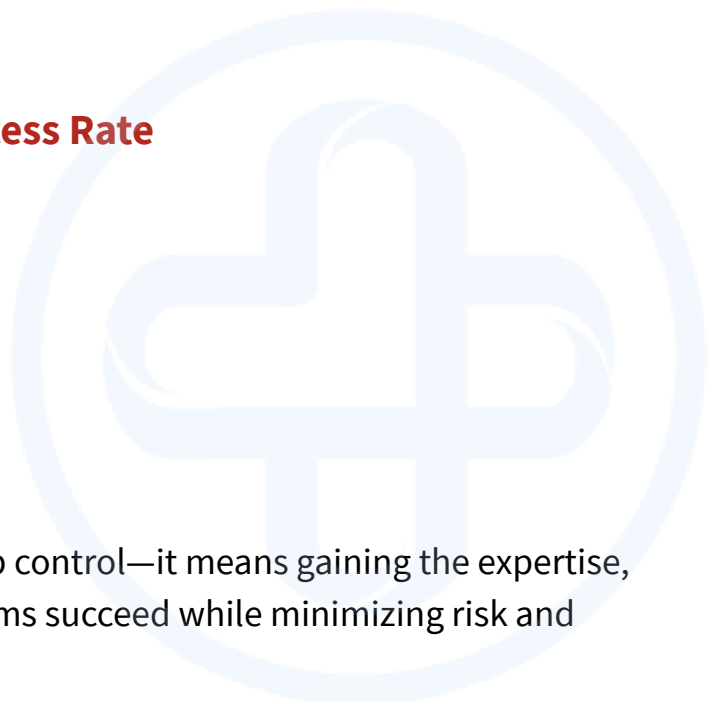 ess Rate
control—it means gaining the expertise,
ms succeed while minimizing risk and